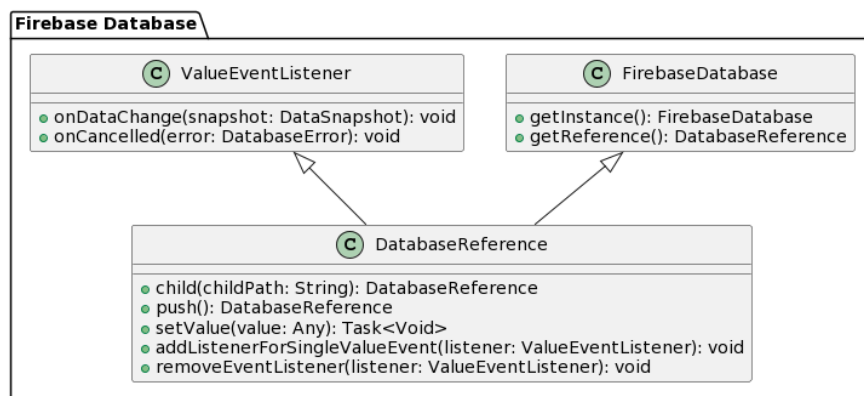 Firebase Database
C ValueEventListener
onDataChange(snapshot: DataSnapshot): void
onCancelled(error: DatabaseError): void
C FirebaseDatabase
getInstance(): FirebaseDatabase
getReference(): DatabaseReference
C DatabaseReference
child(childPath: String): DatabaseReference
push(): DatabaseReference
setValue(value: Any): Task<Void>
addListenerForSingleValueEvent(listener: ValueEventListener): void
removeEventListener(listener: ValueEventListener): void